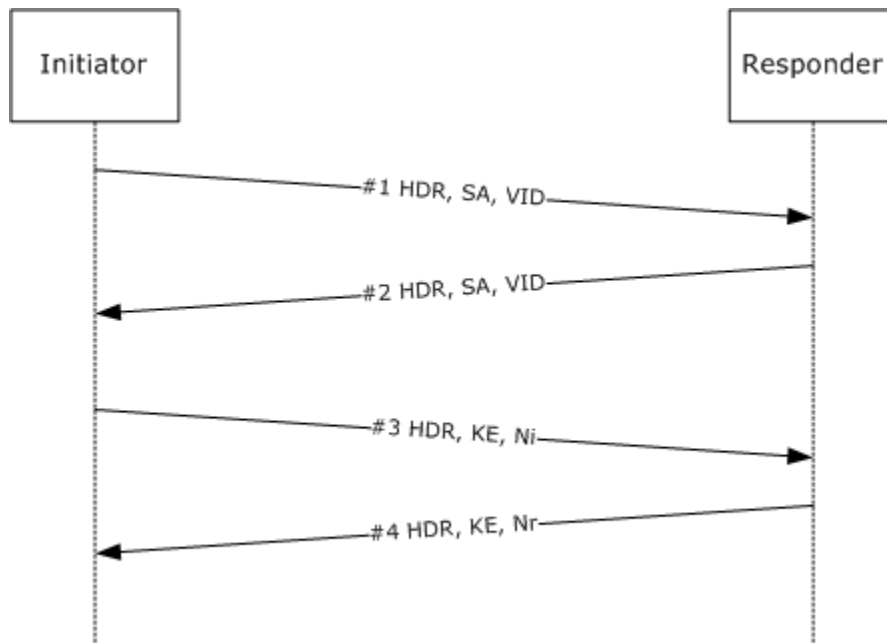 Initiator
Responder
#1 HDR, SA, VID
#2 HDR, SA, VID
#3 HDR, KE, Ni
#4 HDR, KE, Nr